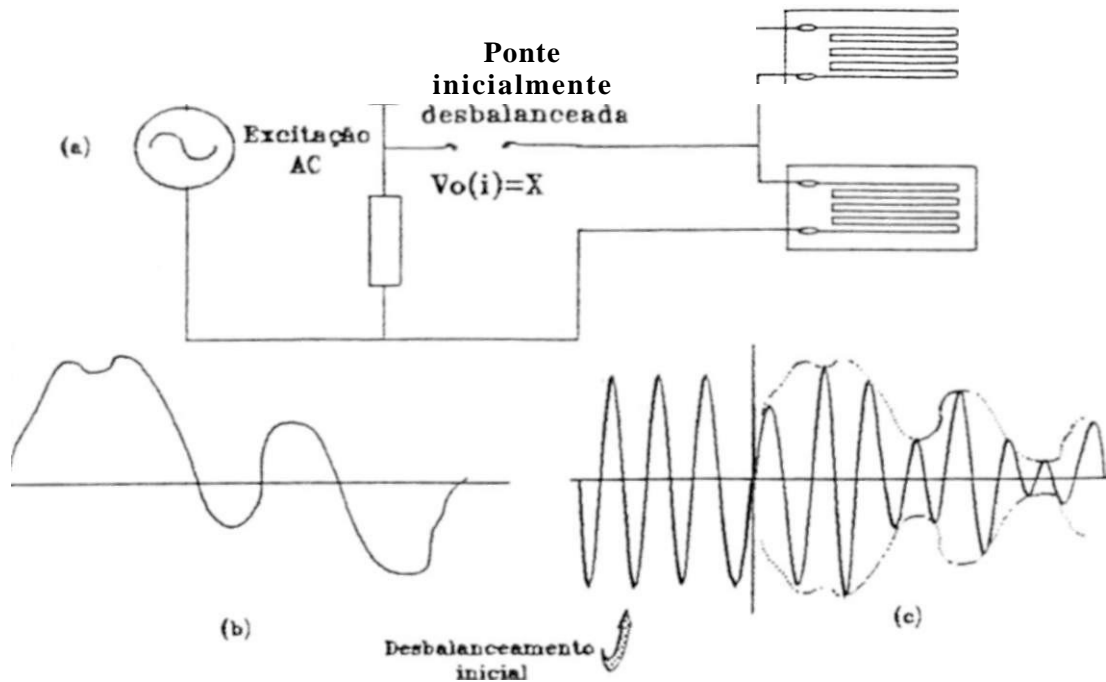 Ponte
inicialmente
desbalanceada
(a)
Excitação
AC
Vo(i)=X
(b)
(c)
Desbalanceamento
inicial